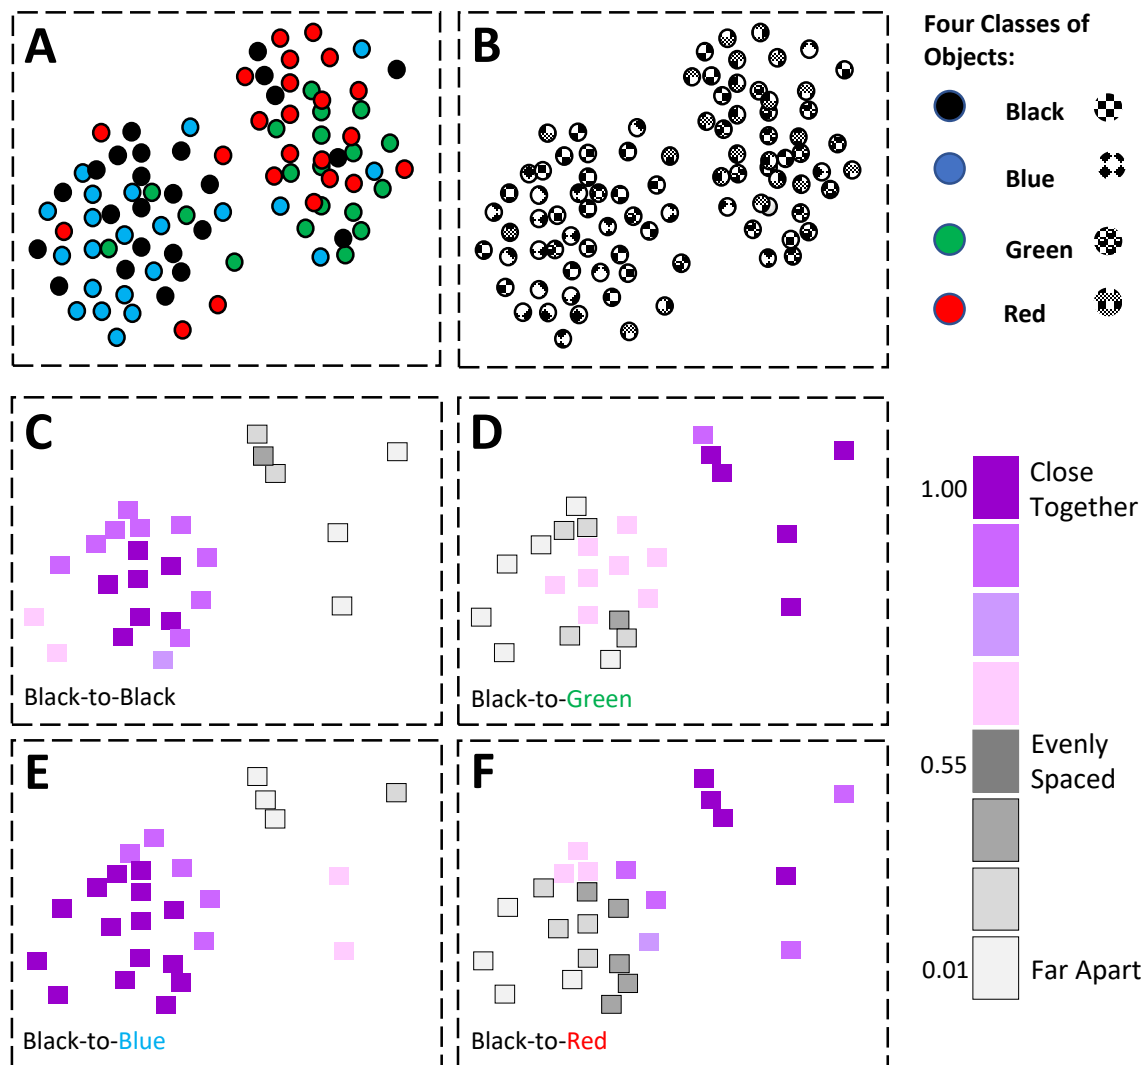 A
B
Four Classes of
Objects:
Black
Blue
Green
Red
C
D
Black-to-Black
Black-to-Green
E
F
Black-to-Blue
Black-to-Red
1.00
Close
Together
0.55
Evenly
Spaced
0.01
Far Apart